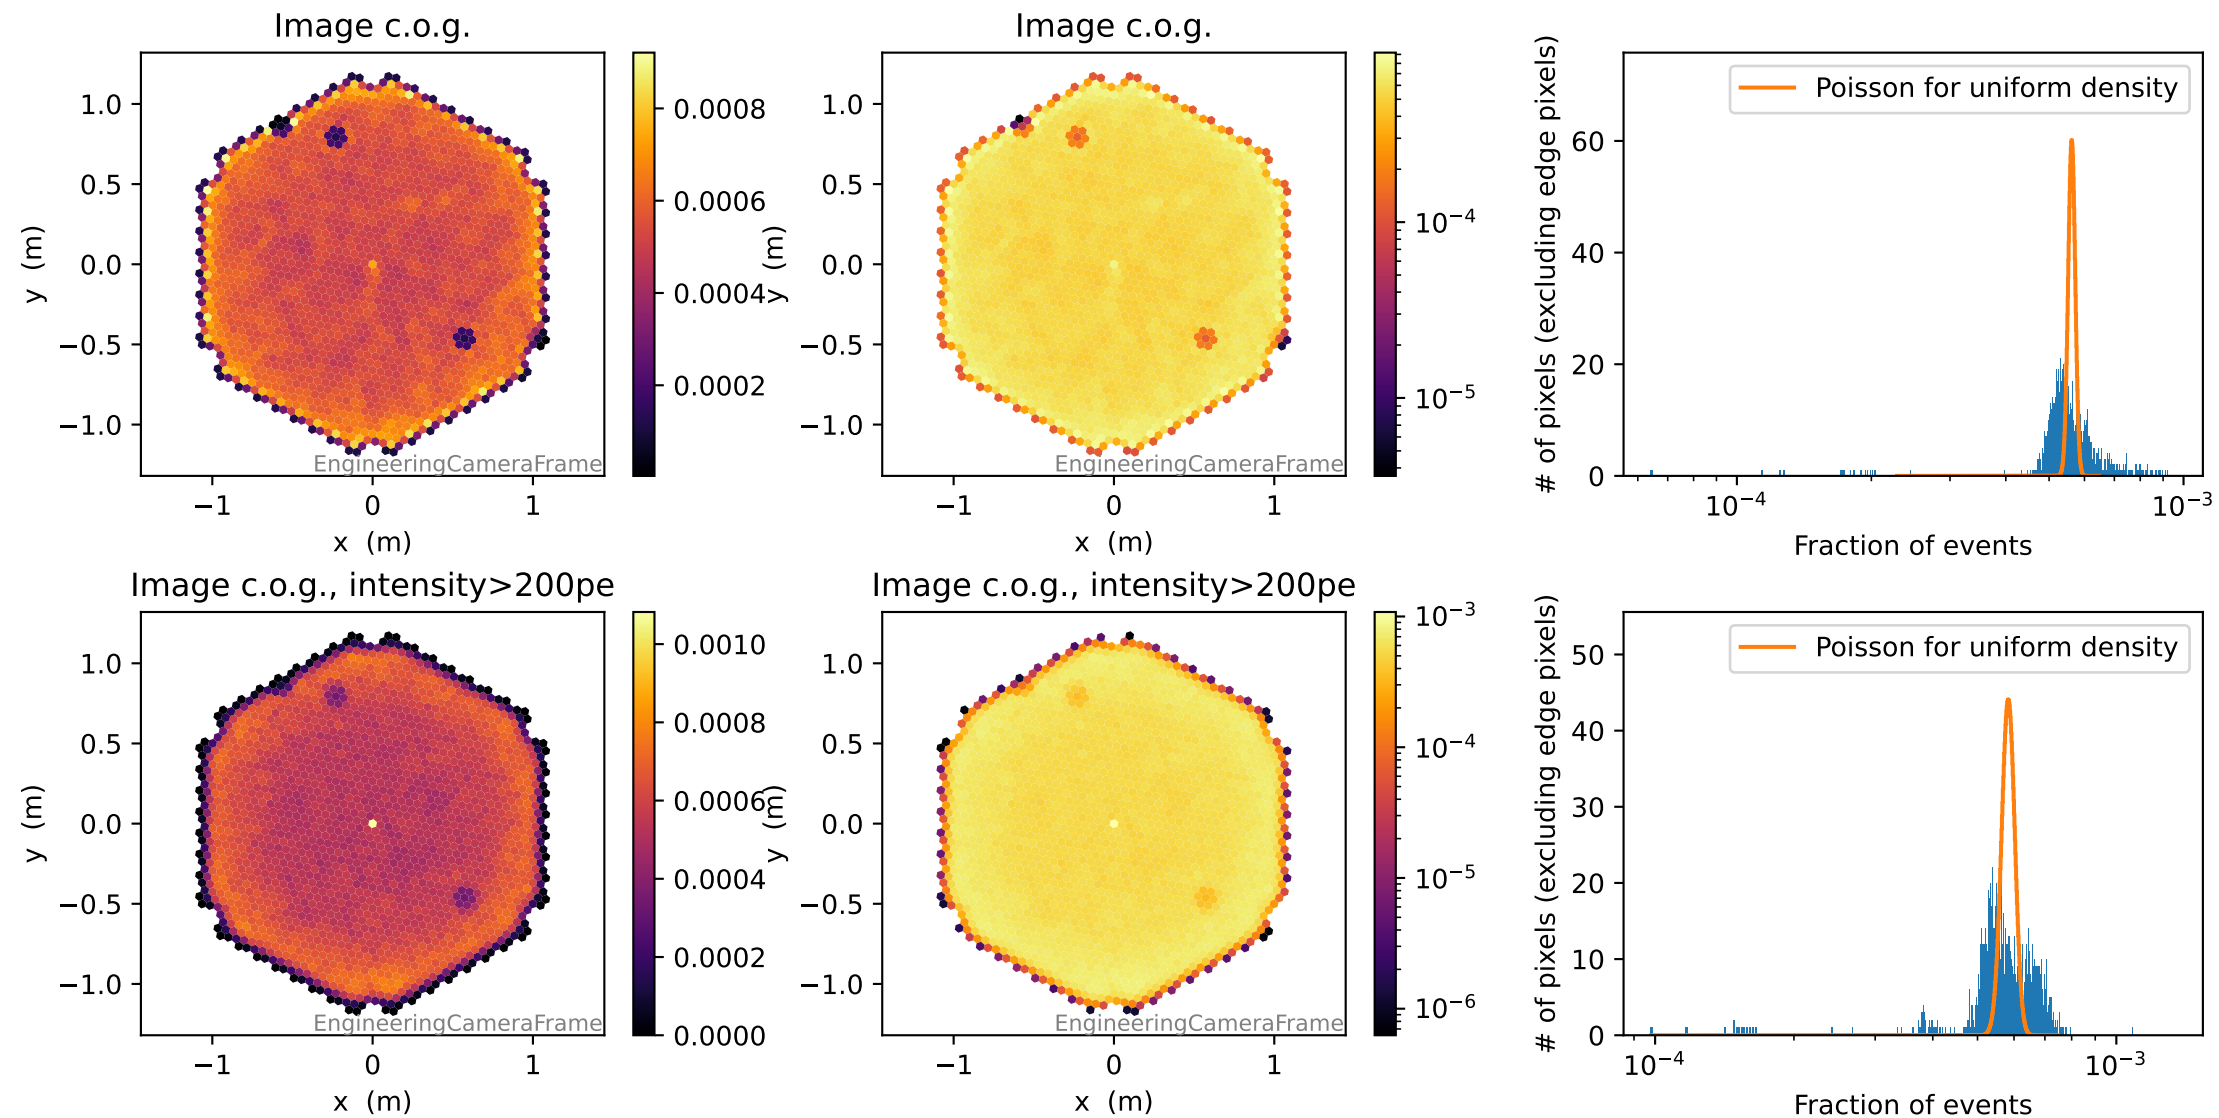 Image c.o.g.
1.0
0.5
0.0
−0.5
−1.0
y (m)
−1
0
1
x (m)
EngineeringCameraFrame
0.0008
0.0006
0.0004
0.0002
Image c.o.g.
1.0
0.5
0.0
−0.5
−1.0
y (m)
−1
0
1
x (m)
EngineeringCameraFrame
10⁻⁴
10⁻⁵
# of pixels (excluding edge pixels)
60
40
20
0
Poisson for uniform density
10⁻⁴
10⁻³
Fraction of events
Image c.o.g., intensity>200pe
1.0
0.5
0.0
−0.5
−1.0
y (m)
−1
0
1
x (m)
EngineeringCameraFrame
0.0010
0.0008
0.0006
0.0004
0.0002
0.0000
Image c.o.g., intensity>200pe
1.0
0.5
0.0
−0.5
−1.0
y (m)
−1
0
1
x (m)
EngineeringCameraFrame
10⁻³
10⁻⁴
10⁻⁵
10⁻⁶
# of pixels (excluding edge pixels)
50
40
30
20
10
0
Poisson for uniform density
10⁻⁴
10⁻³
Fraction of events